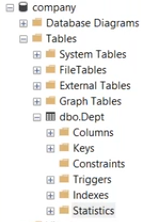 company
Database Diagrams
Tables
System Tables
FileTables
External Tables
Graph Tables
dbo.Dept
Columns
Keys
Constraints
Triggers
Indexes
Statistics